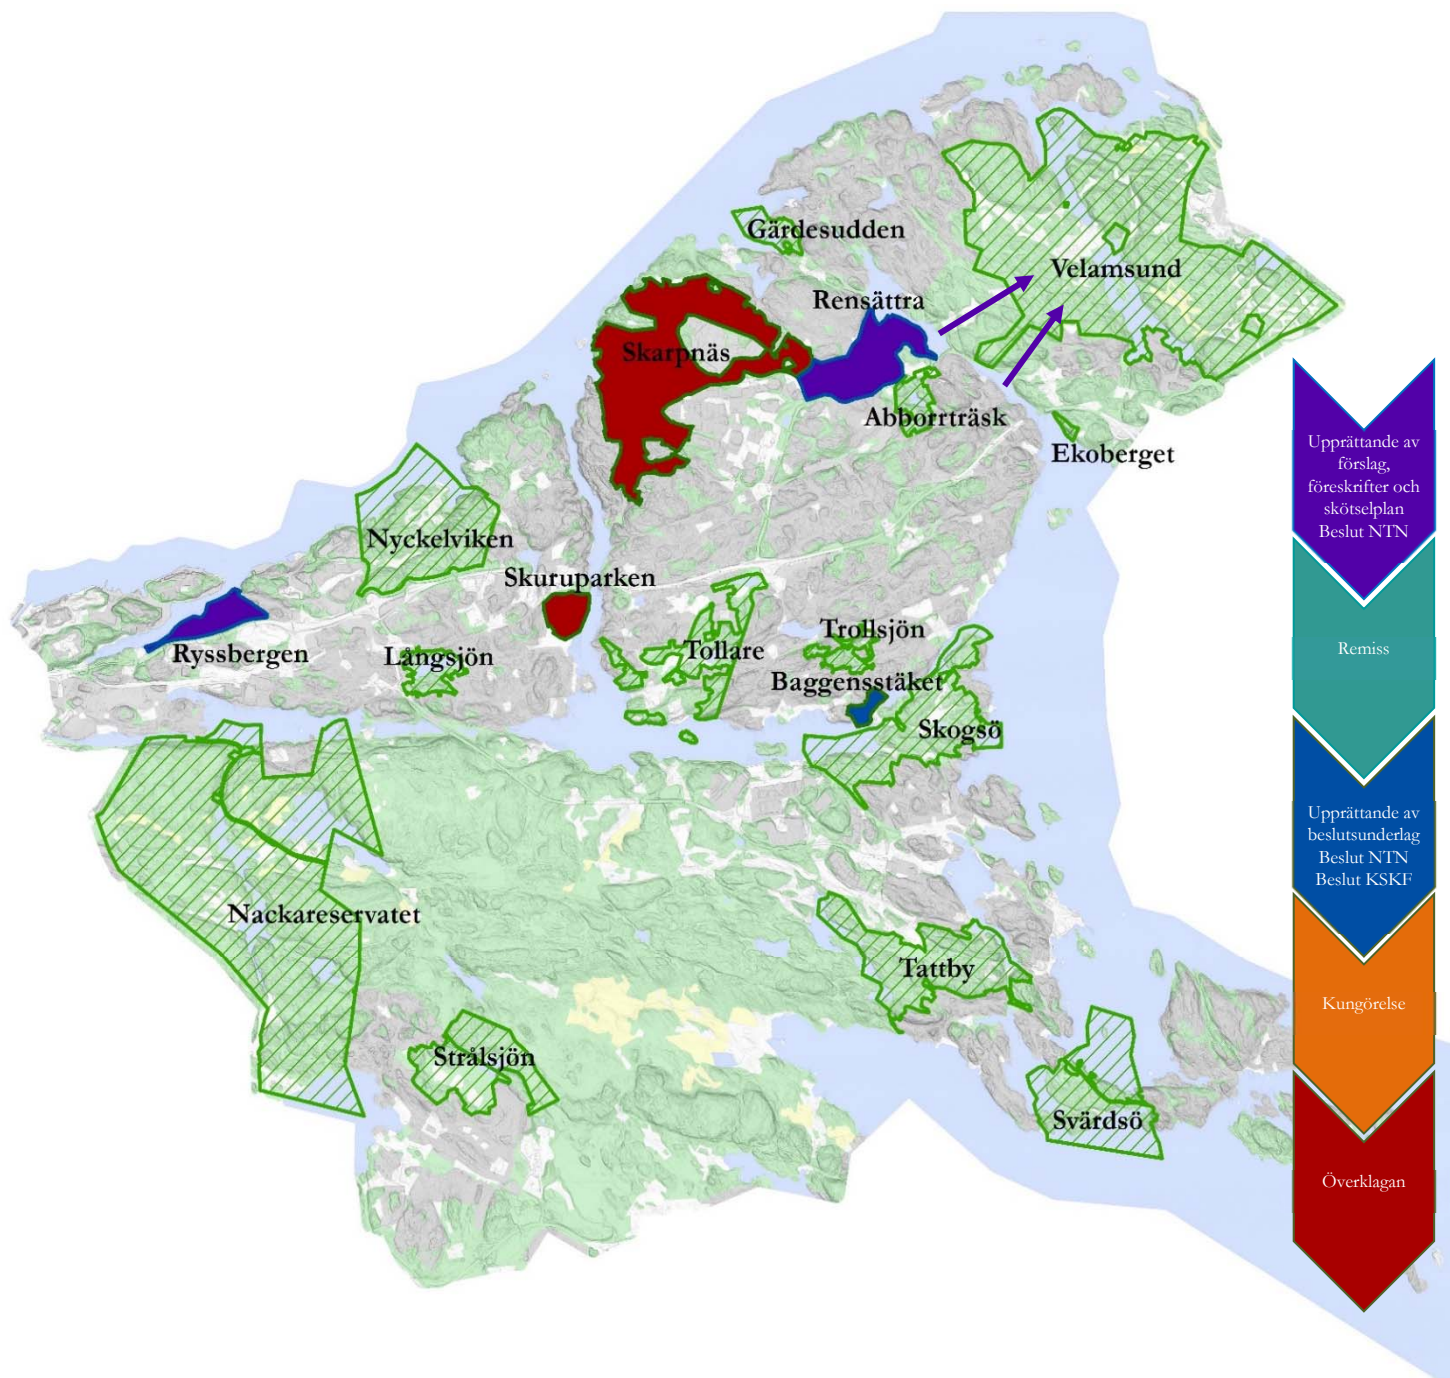 Gärdesudden
Velamsund
Rensättra
Skarpnäs
Abborrträsk
Ekoberget
Nyckelviken
Skuruparken
Ryssbergen
Långsjön
Tollare
Trollsjön
Baggensstäket
Skogsö
Nackareservatet
Tattby
Strålsjön
Svärdsö
Upprättande av
förslag,
föreskrifter och
skötselplan
Beslut NTN
Remiss
Upprättande av
beslutsunderlag
Beslut NTN
Beslut KSKF
Kungörelse
Överklagan